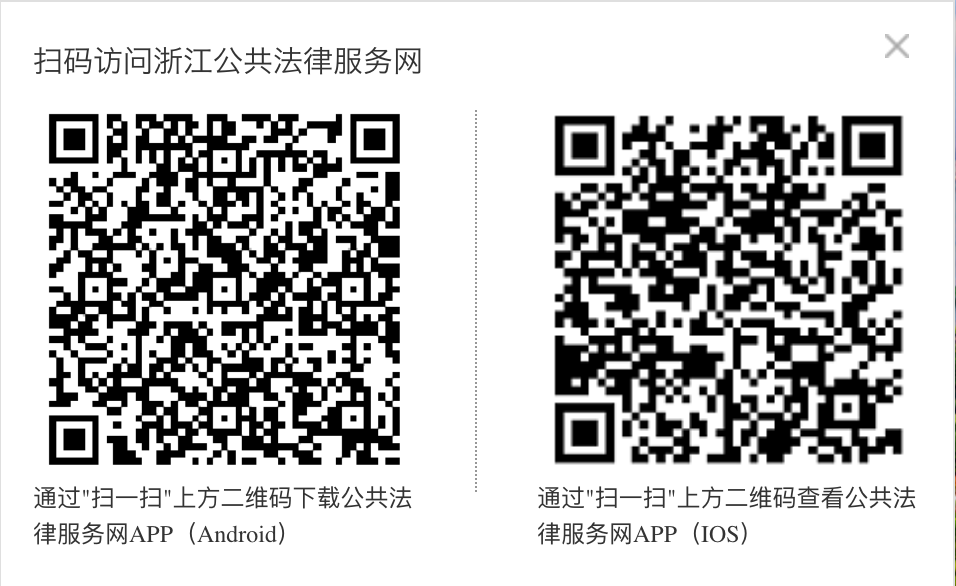 扫码访问浙江公共法律服务网
通过"扫一扫"上方二维码下载公共法
律服务网APP（Android）
通过"扫一扫"上方二维码查看公共法
律服务网APP（IOS）